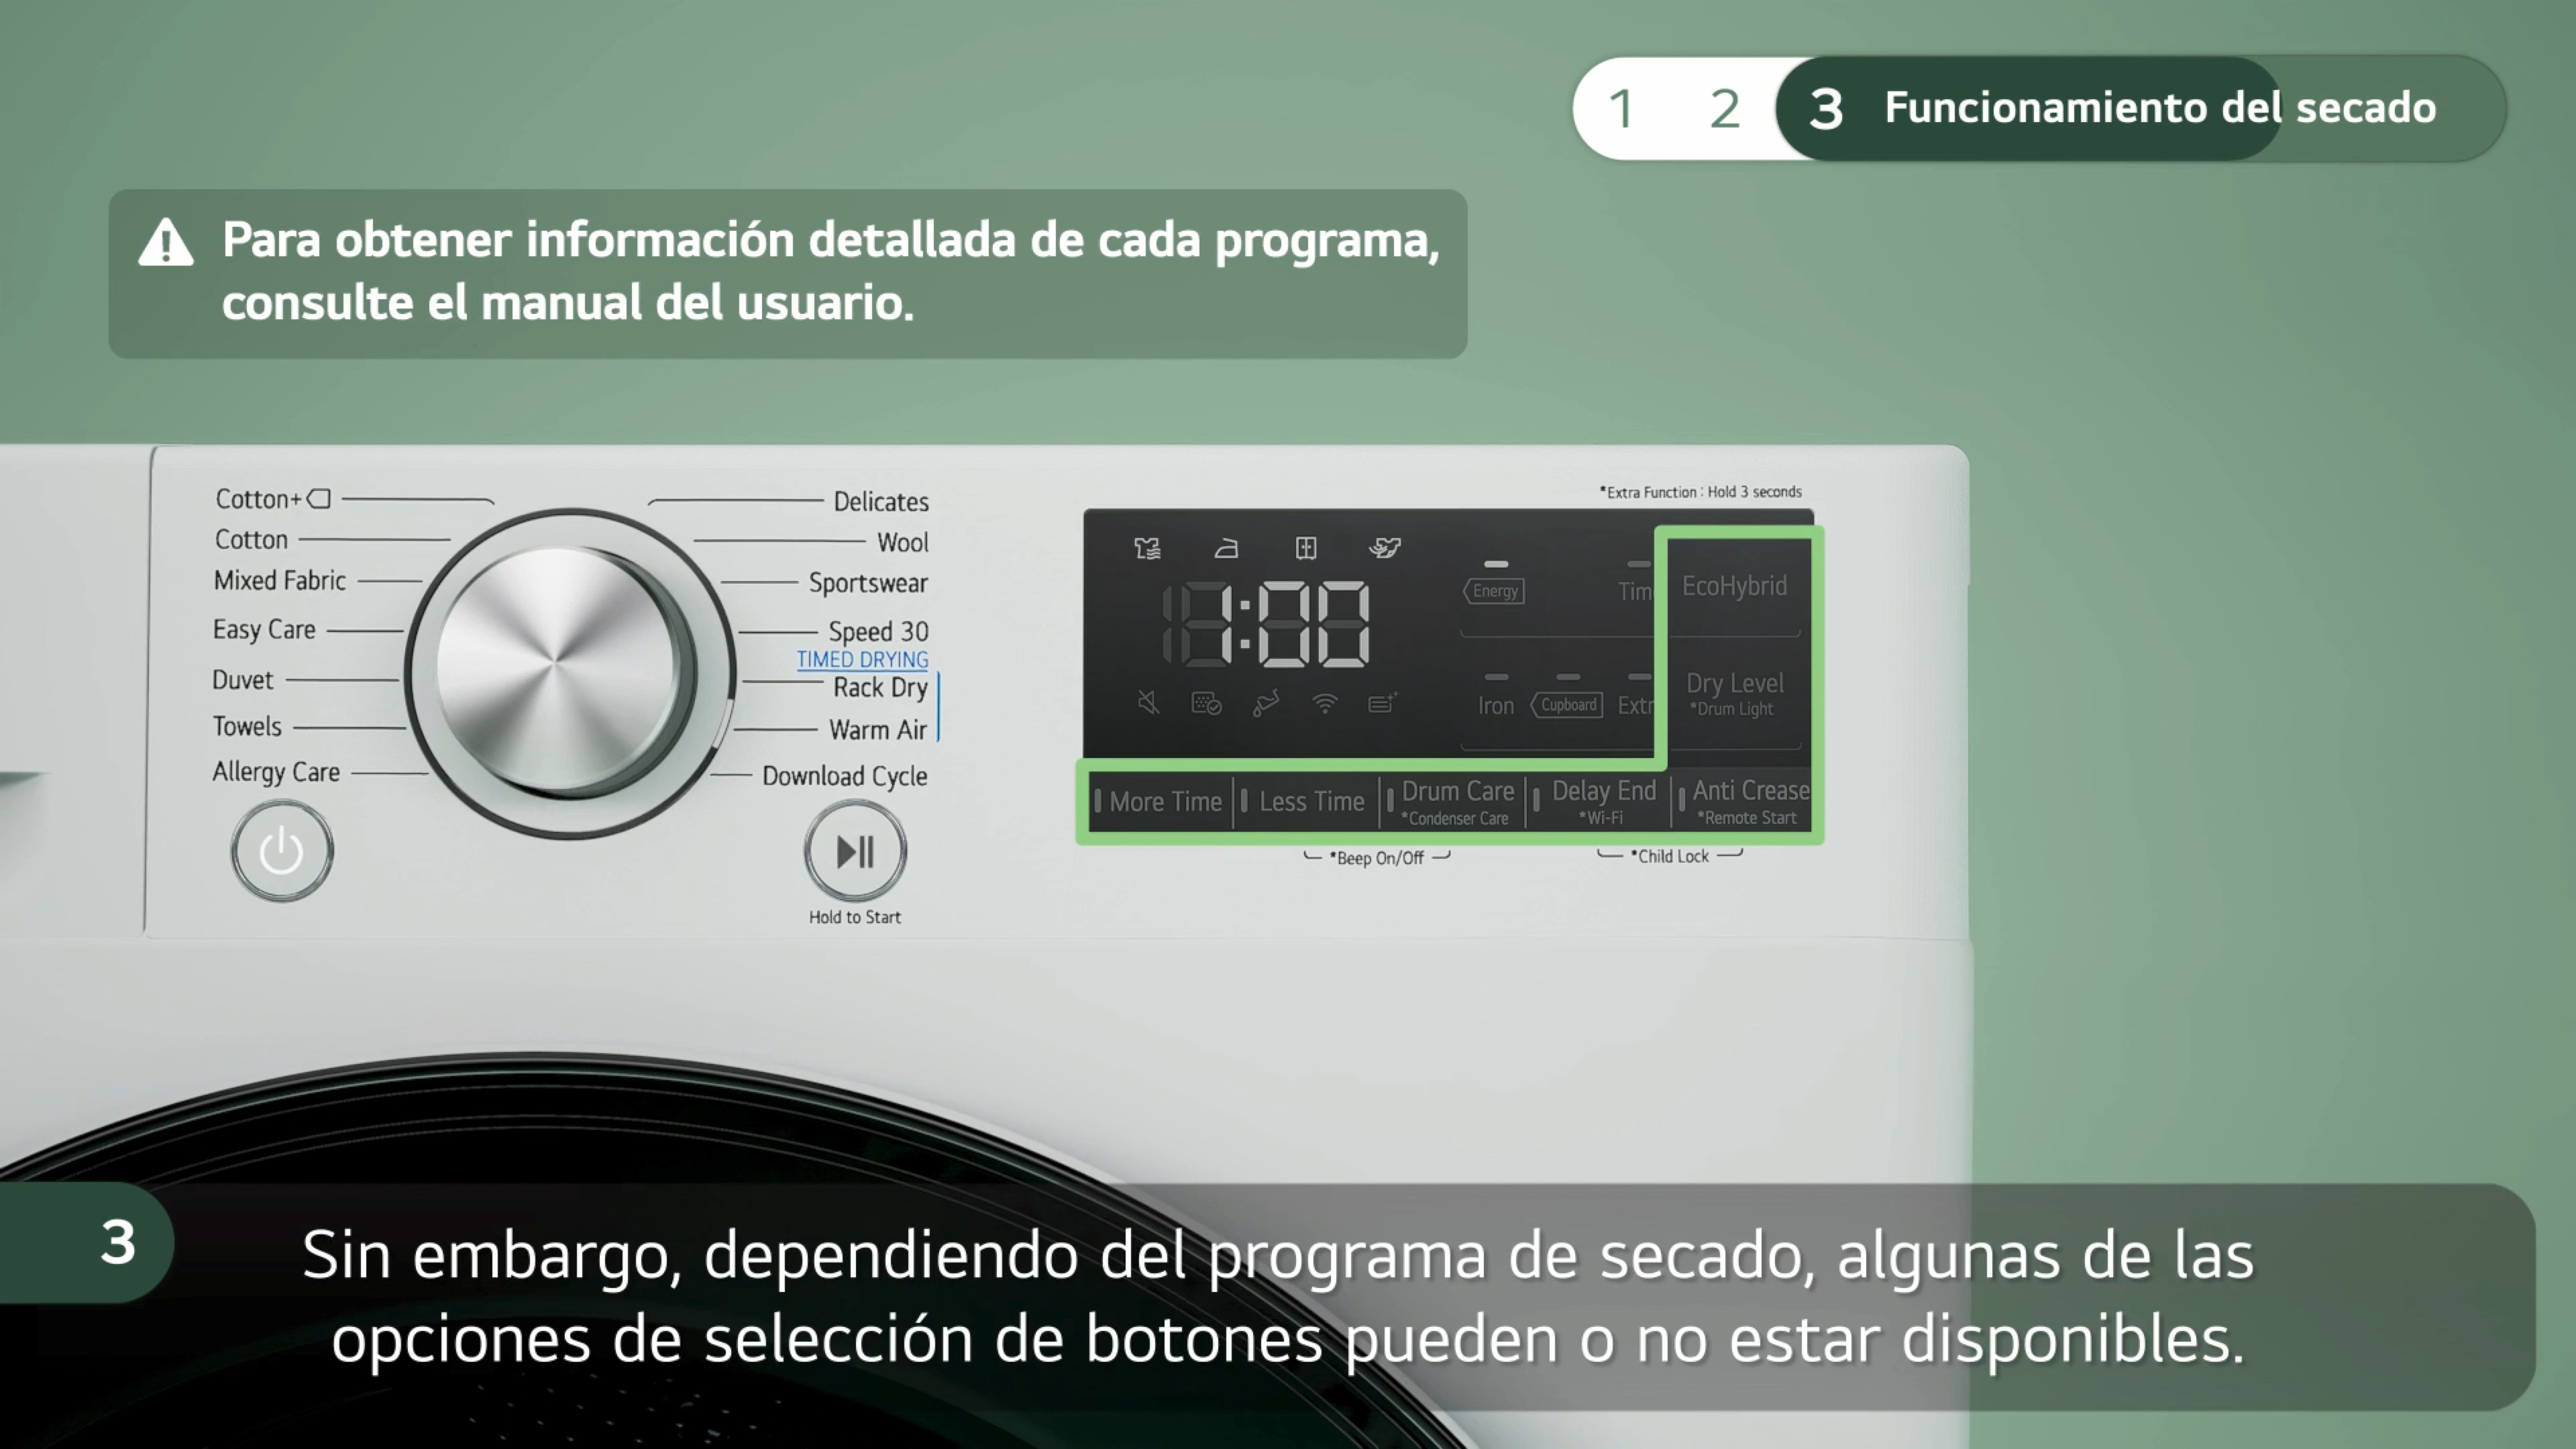 1 2 3 Funcionamiento del secado
Para obtener información detallada de cada programa,
consulte el manual del usuario.
Cotton+
Cotton
Mixed Fabric
Easy Care
Duvet
Towels
Allergy Care
Delicates
Wool
Sportswear
Speed 30
TIMED DRYING
Rack Dry
Warm Air
Download Cycle
Hold to Start
*Extra Function : Hold 3 seconds
1:00
Energy
EcoHybrid
Iron Cupboard
Dry Level
*Drum Light
More Time
Less Time
Drum Care
*Condenser Care
Delay End
*Wi-Fi
Anti Crease
*Remote Start
*Beep On/Off
*Child Lock
3
Sin embargo, dependiendo del programa de secado, algunas de las
opciones de selección de botones pueden o no estar disponibles.